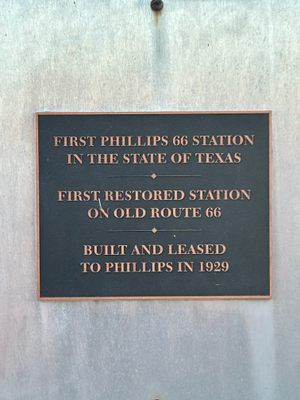 FIRST PHILLIPS 66 STATION
IN THE STATE OF TEXAS
FIRST RESTORED STATION
ON OLD ROUTE 66
BUILT AND LEASED
TO PHILLIPS IN 1929